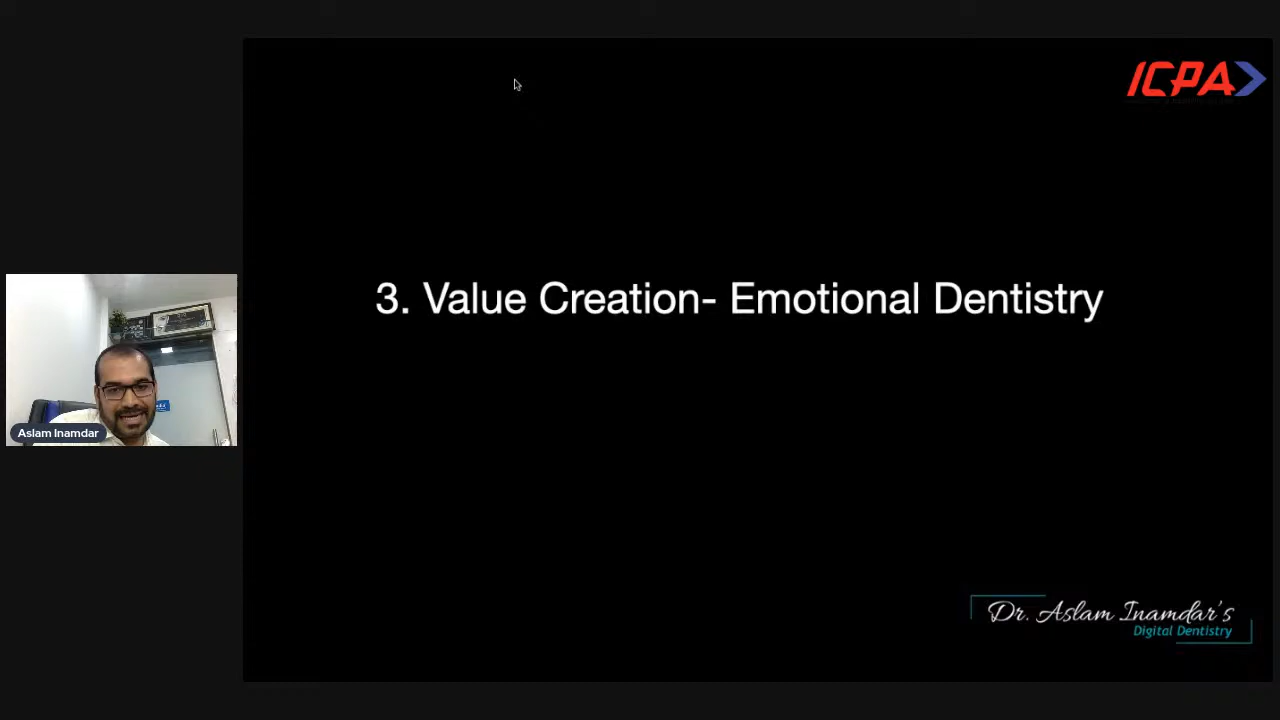 ICPA
3. Value Creation- Emotional Dentistry
Aslam Inamdar
Dr. Aslam Inamdar's
Digital Dentistry